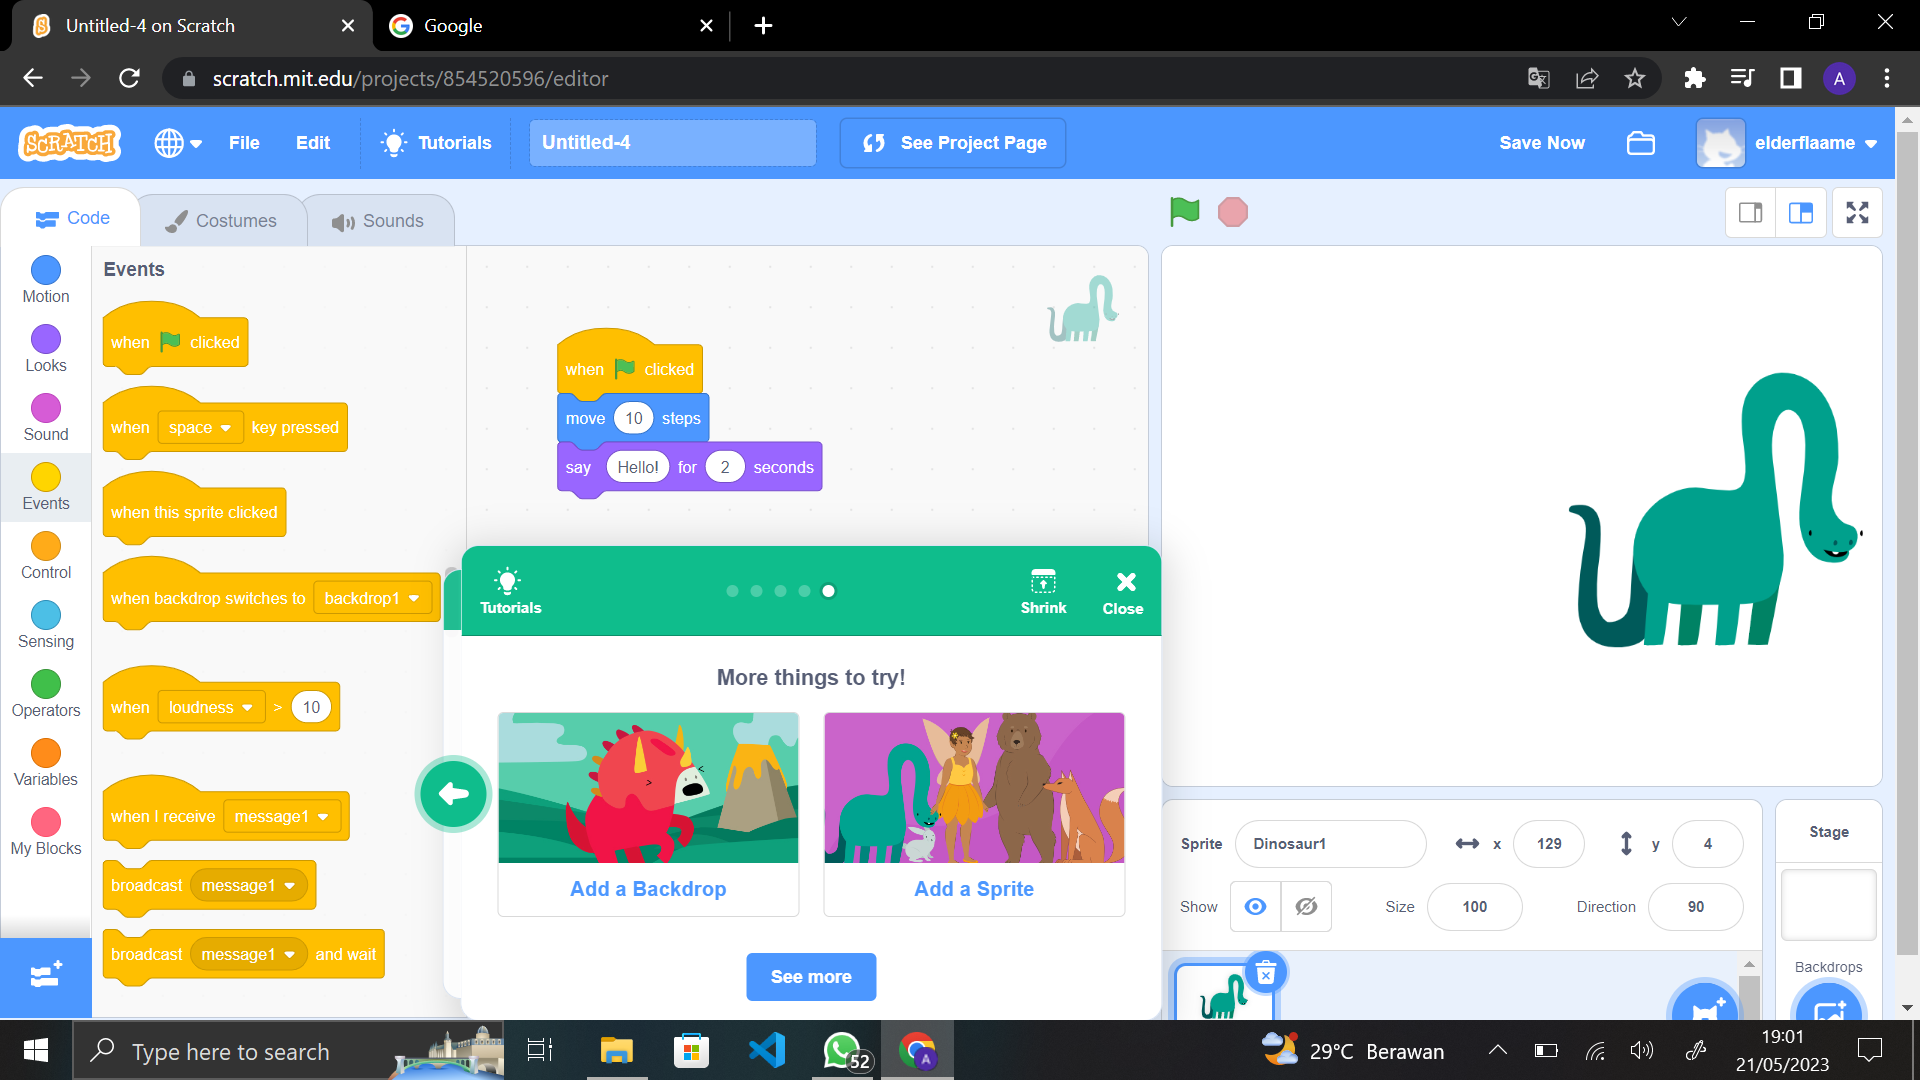 Untitled-4 on Scratch
Google
scratch.mit.edu/projects/854520596/editor
A
SCRATCH
File
Edit
Tutorials
Untitled-4
See Project Page
Save Now
elderflaame
Code
Costumes
Sounds
Motion
Looks
Sound
Events
Control
Sensing
Operators
Variables
My Blocks
Events
when clicked
when space key pressed
when this sprite clicked
when backdrop switches to backdrop1
when loudness > 10
when I receive message1
broadcast message1
broadcast message1 and wait
when clicked
move 10 steps
say Hello! for 2 seconds
Tutorials
Shrink
Close
More things to try!
Add a Backdrop
Add a Sprite
See more
Sprite Dinosaur1 x 129 y 4
Show Size 100 Direction 90
Stage
Backdrops
Type here to search
52
A
29°C Berawan
19:01
21/05/2023